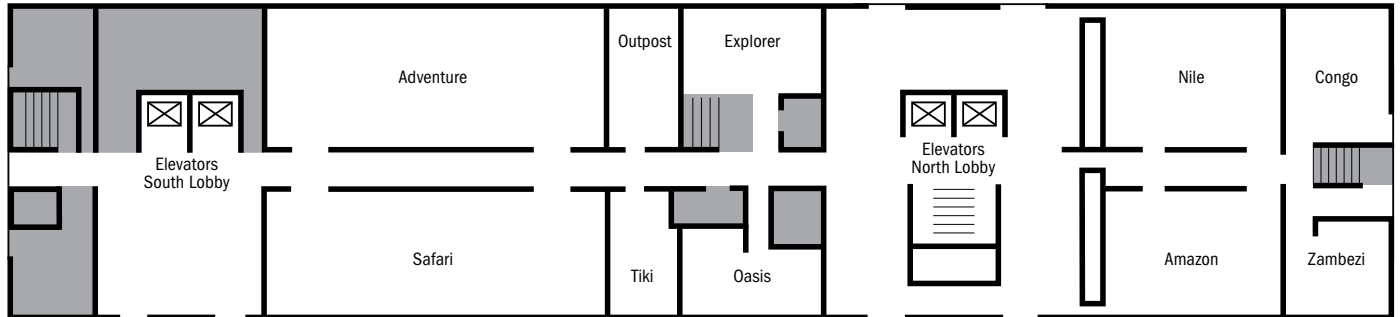 Outpost
Explorer
Adventure
Nile
Congo
Elevators
South Lobby
Elevators
North Lobby
Safari
Tiki
Oasis
Amazon
Zambezi